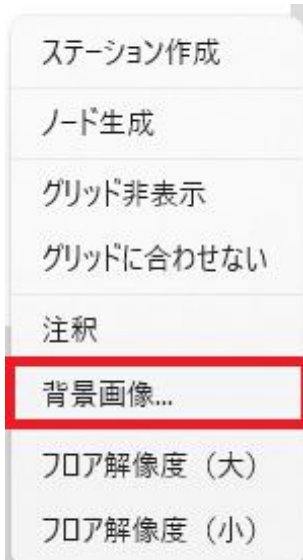 ステーション作成
ノード生成
グリッド非表示
グリッドに合わせない
注釈
背景画像...
フロア解像度（大）
フロア解像度（小）